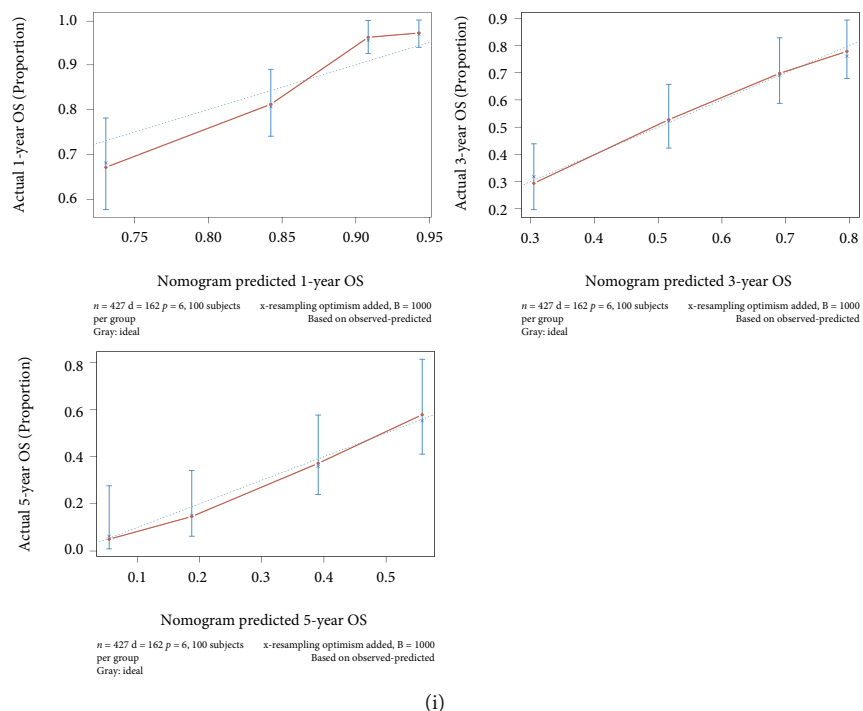 Actual 1-year OS (Proportion)
1.0
0.9
0.8
0.7
0.6
0.75
0.80
0.85
0.90
0.95
Nomogram predicted 1-year OS
n = 427 d = 162 p = 6, 100 subjects
per group
Gray: ideal
x-resampling optimism added, B = 1000
Based on observed-predicted
Actual 3-year OS (Proportion)
0.9
0.8
0.7
0.6
0.5
0.4
0.3
0.2
0.3
0.4
0.5
0.6
0.7
0.8
Nomogram predicted 3-year OS
n = 427 d = 162 p = 6, 100 subjects
per group
Gray: ideal
x-resampling optimism added, B = 1000
Based on observed-predicted
Actual 5-year OS (Proportion)
0.8
0.6
0.4
0.2
0.0
0.1
0.2
0.3
0.4
0.5
Nomogram predicted 5-year OS
n = 427 d = 162 p = 6, 100 subjects
per group
Gray: ideal
x-resampling optimism added, B = 1000
Based on observed-predicted
(i)